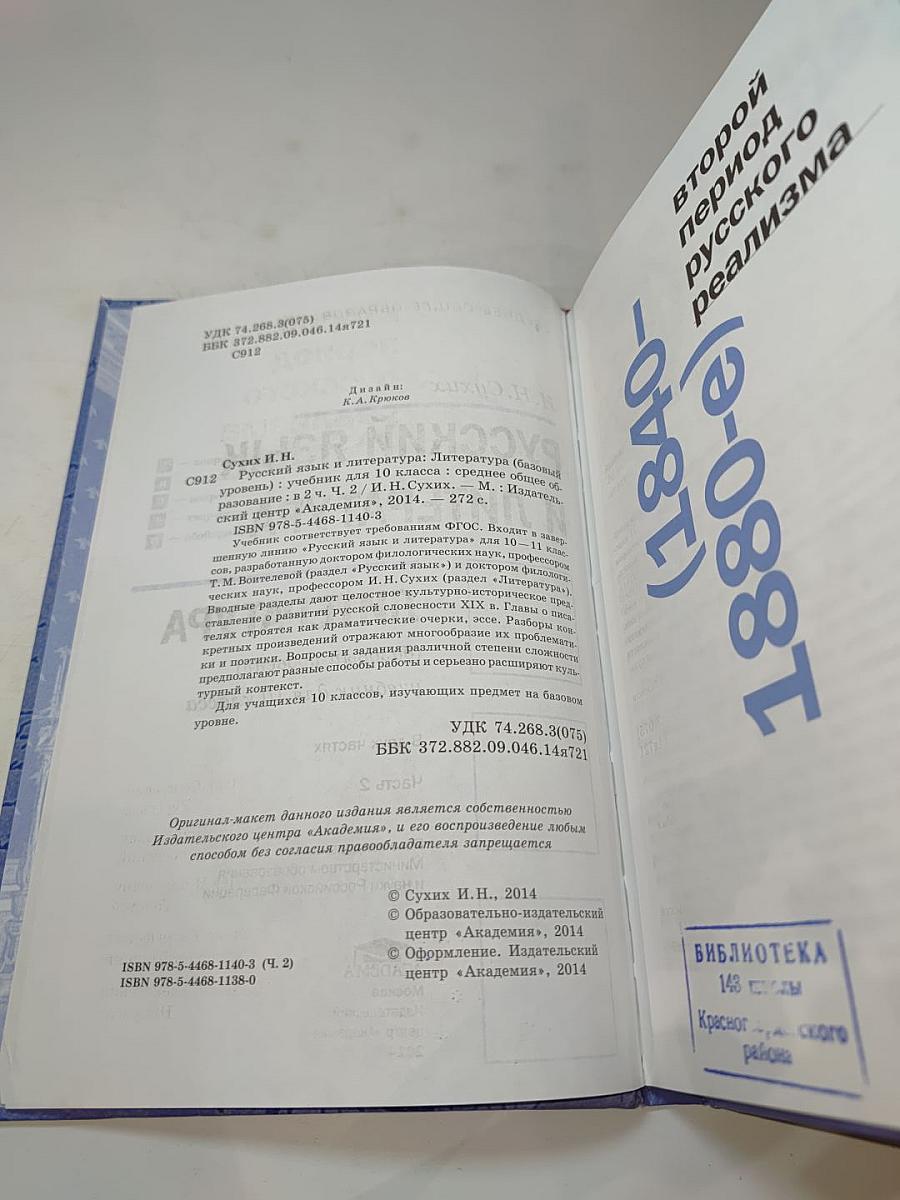 УДК 74.268.3(075)
ББК 372.882.09.046.14я721
С912
Дизайн:
К.А. Крюков
Сухих И. Н.
С912 Русский язык и литература: Литература (базовый
уровень) : учебник для 10 класса : среднее общее об-
разование : в 2 ч. Ч. 2 / И. Н. Сухих. — М. : Издатель-
ский центр «Академия», 2014. — 272 с.
ISBN 978-5-4468-1140-3
Учебник соответствует требованиям ФГОС. Входит в завер-
шенную линию «Русский язык и литература» для 10—11 клас-
сов, разработанную доктором филологических наук, профессором
Т. М. Воителевой (раздел «Русский язык») и доктором филологи-
ческих наук, профессором И. Н. Сухих (раздел «Литература»).
Вводные разделы дают целостное культурно-историческое пред-
ставление о развитии русской словесности XIX в. Главы о писа-
телях строятся как драматические очерки, эссе. Разборы кон-
кретных произведений отражают многообразие их проблемати-
ки и поэтики. Вопросы и задания различной степени сложности
предполагают разные способы работы и серьезно расширяют куль-
турный контекст.
Для учащихся 10 классов, изучающих предмет на базовом
уровне.
УДК 74.268.3(075)
ББК 372.882.09.046.14я721
Оригинал-макет данного издания является собственностью
Издательского центра «Академия», и его воспроизведение любым
способом без согласия правообладателя запрещается
© Сухих И. Н., 2014
© Образовательно-издательский
центр «Академия», 2014
© Оформление. Издательский
центр «Академия», 2014
ISBN 978-5-4468-1140-3 (Ч. 2)
ISBN 978-5-4468-1138-0
второй
период
русского
реализма
(1840–
1880-е)
БИБЛИОТЕКА
143
района